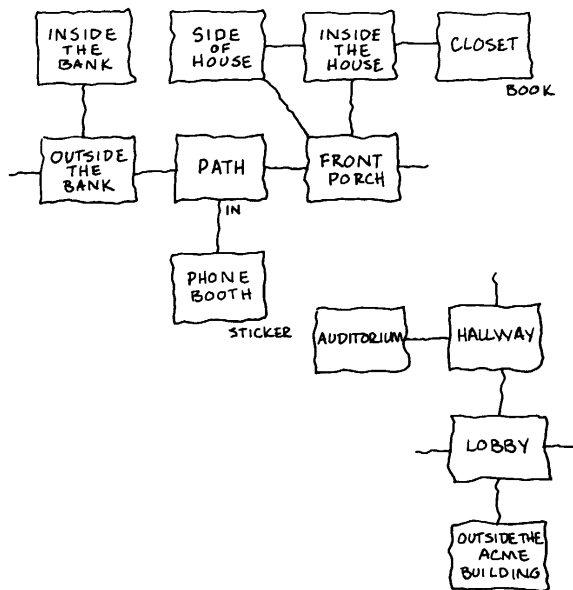 INSIDE
THE
BANK
SIDE
OF
HOUSE
INSIDE
THE
HOUSE
CLOSET
BOOK
OUTSIDE
THE
BANK
PATH
FRONT
PORCH
IN
PHONE
BOOTH
STICKER
AUDITORIUM
HALLWAY
LOBBY
OUTSIDE THE
ACME
BUILDING